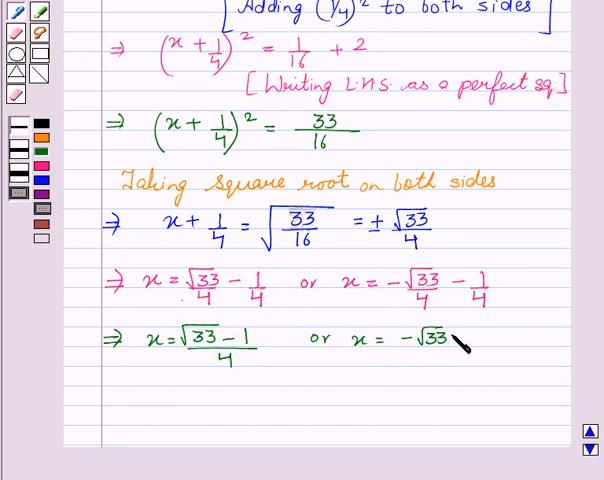 [Adding (1/4)² to both sides]
⇒ (x + 1/4)² = 1/16 + 2
[Writing L.H.S. as a perfect sq.]
⇒ (x + 1/4)² = 33/16
Taking square root on both sides
⇒ x + 1/4 = √(33/16) = ± √33/4
⇒ x = √33/4 - 1/4 or x = -√33/4 - 1/4
⇒ x = (√33 - 1)/4 or x = -√33